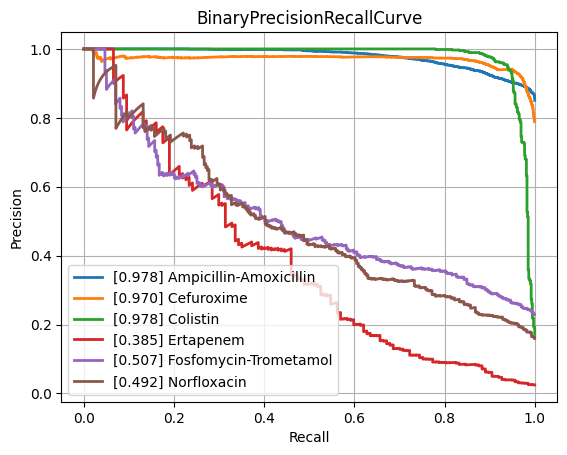 BinaryPrecisionRecallCurve
1.0
0.8
0.6
0.4
0.2
0.0
Precision
[0.978] Ampicillin-Amoxicillin
[0.970] Cefuroxime
[0.978] Colistin
[0.385] Ertapenem
[0.507] Fosfomycin-Trometamol
[0.492] Norfloxacin
0.0 0.2 0.4 0.6 0.8 1.0
Recall